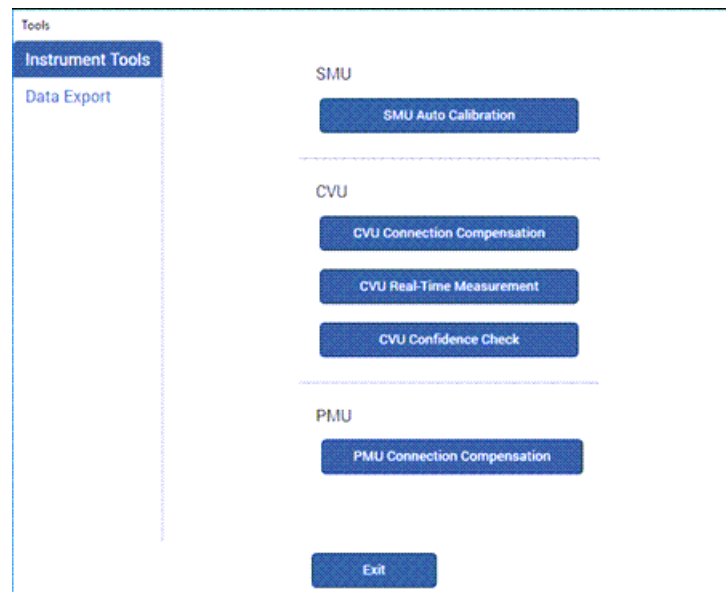 Tools
Instrument Tools
Data Export
SMU
SMU Auto Calibration
CVU
CVU Connection Compensation
CVU Real-Time Measurement
CVU Confidence Check
PMU
PMU Connection Compensation
Exit